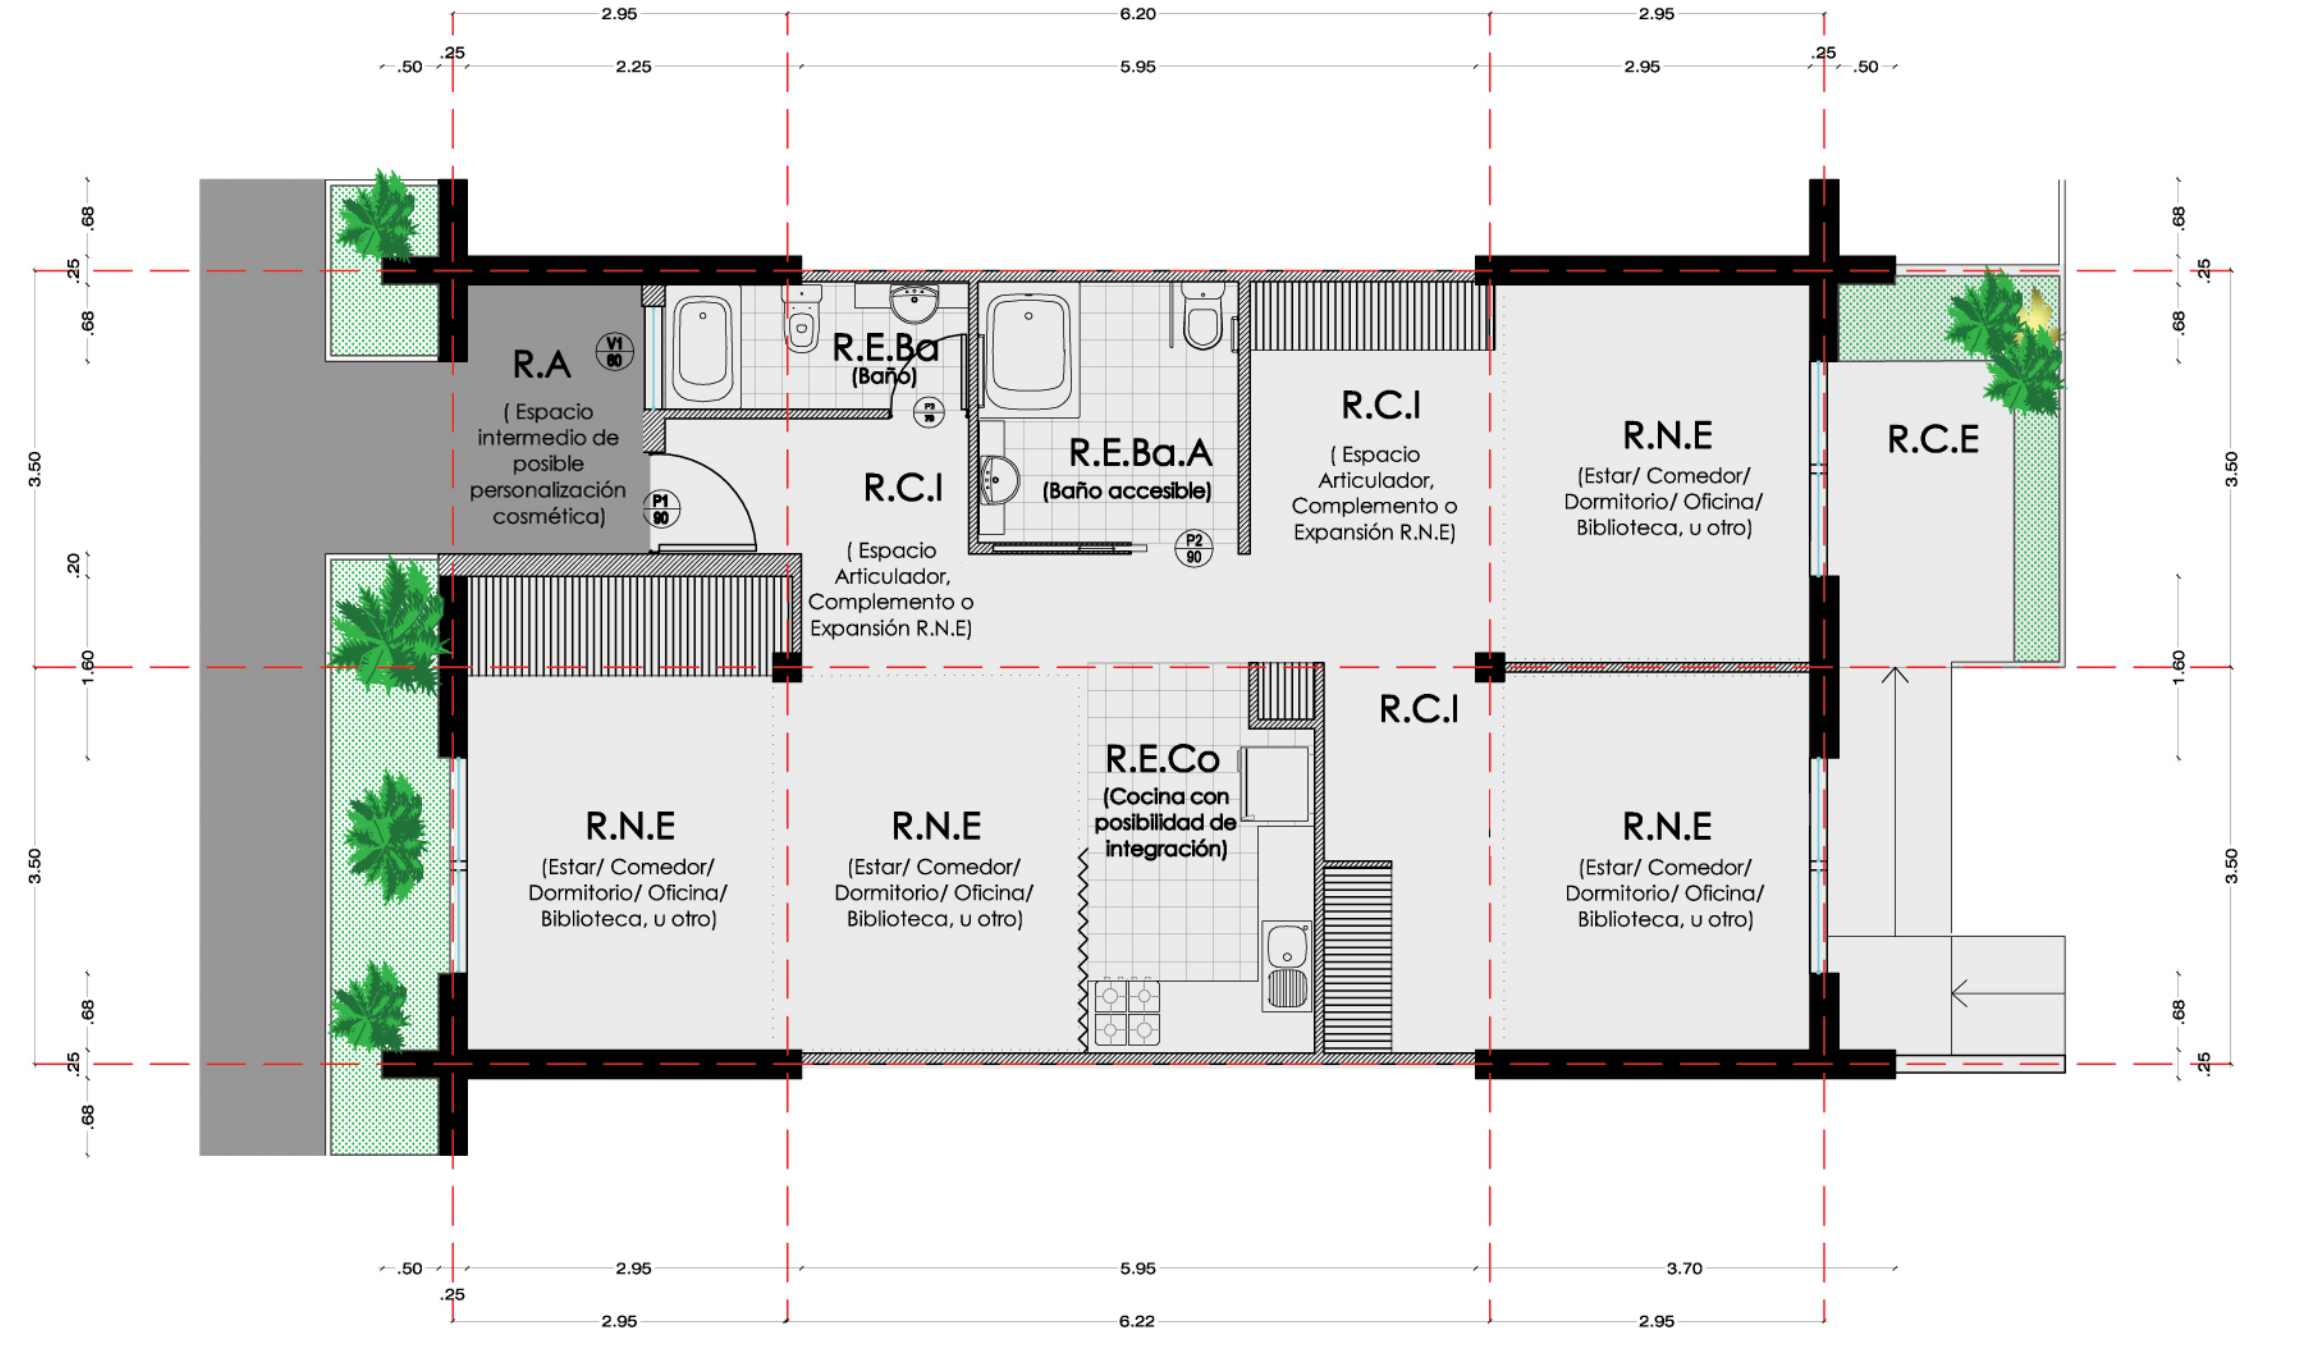 2.95
6.20
2.95
.25
.25
.50
2.25
5.95
2.95
.50
.68
.68
.25
.25
.68
.68
R.A
( Espacio
intermedio de
posible
personalización
cosmética)
V1
60
R.E.Ba
(Baño)
P3
70
R.E.Ba.A
(Baño accesible)
P1
90
P2
90
R.C.I
( Espacio
Articulador,
Complemento o
Expansión R.N.E)
R.C.I
( Espacio
Articulador,
Complemento o
Expansión R.N.E)
R.N.E
(Estar/ Comedor/
Dormitorio/ Oficina/
Biblioteca, u otro)
R.C.E
3.50
3.50
.20
1.60
1.60
R.C.I
R.E.Co
(Cocina con
posibilidad de
integración)
R.N.E
(Estar/ Comedor/
Dormitorio/ Oficina/
Biblioteca, u otro)
R.N.E
(Estar/ Comedor/
Dormitorio/ Oficina/
Biblioteca, u otro)
R.N.E
(Estar/ Comedor/
Dormitorio/ Oficina/
Biblioteca, u otro)
3.50
3.50
.68
.68
.25
.25
.68
.50
2.95
5.95
3.70
.25
2.95
6.22
2.95